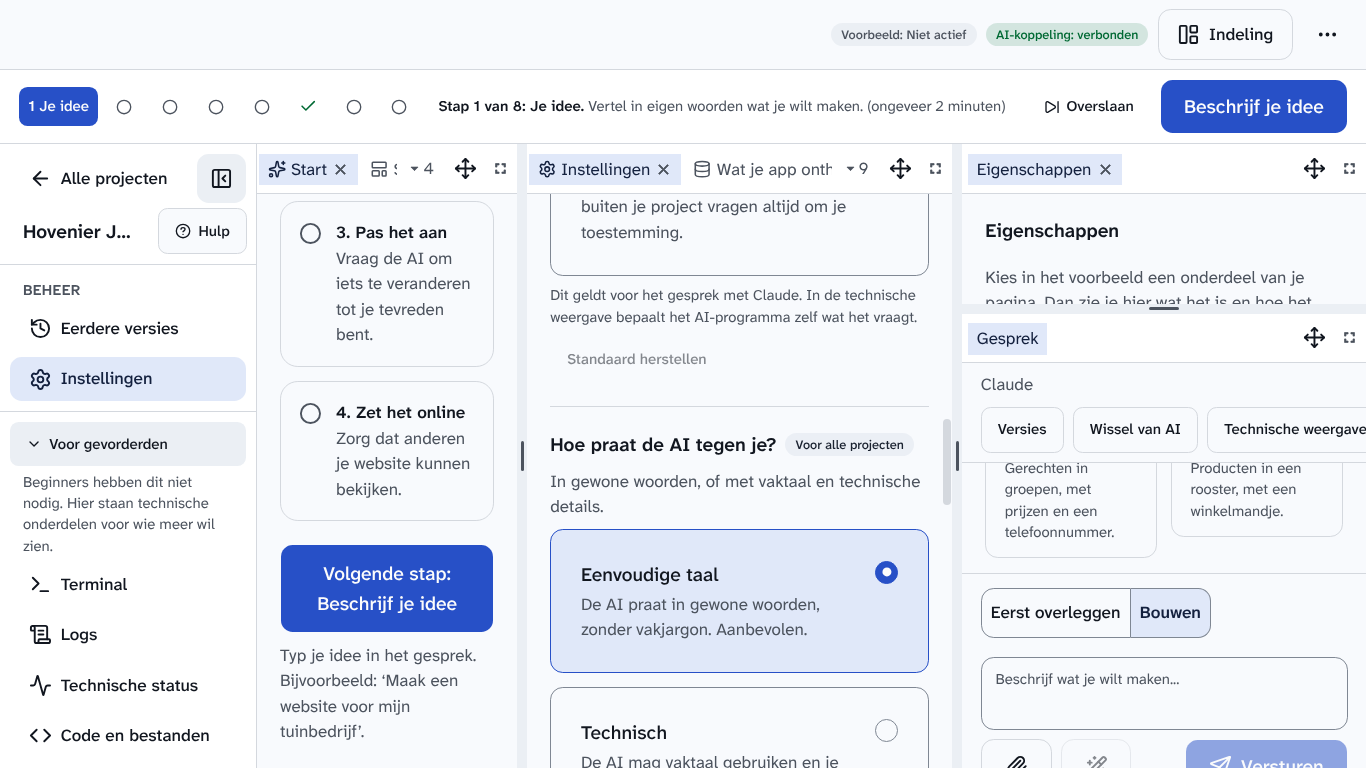 Voorbeeld: Niet actief
AI-koppeling: verbonden
Indeling
1 Je idee
Stap 1 van 8: Je idee. Vertel in eigen woorden wat je wilt maken. (ongeveer 2 minuten)
Overslaan
Beschrijf je idee
Alle projecten
Hovenier J...
Hulp
BEHEER
Eerdere versies
Instellingen
Voor gevorderden
Beginners hebben dit niet
nodig. Hier staan technische
onderdelen voor wie meer wil
zien.
Terminal
Logs
Technische status
Code en bestanden
Start
4
3. Pas het aan
Vraag de AI om
iets te veranderen
tot je tevreden
bent.
4. Zet het online
Zorg dat anderen
je website kunnen
bekijken.
Volgende stap:
Beschrijf je idee
Typ je idee in het gesprek.
Bijvoorbeeld: ‘Maak een
website voor mijn
tuinbedrijf’.
Instellingen
Wat je app onth
9
buiten je project vragen altijd om je
toestemming.
Dit geldt voor het gesprek met Claude. In de technische
weergave bepaalt het AI-programma zelf wat het vraagt.
Standaard herstellen
Hoe praat de AI tegen je?
Voor alle projecten
In gewone woorden, of met vaktaal en technische
details.
Eenvoudige taal
De AI praat in gewone woorden,
zonder vakjargon. Aanbevolen.
Technisch
De AI mag vaktaal gebruiken en je
Eigenschappen
Eigenschappen
Kies in het voorbeeld een onderdeel van je
pagina. Dan zie je hier wat het is en hoe het
Gesprek
Claude
Versies
Wissel van AI
Technische weergave
Gerechten in
groepen, met
prijzen en een
telefoonnummer.
Producten in een
rooster, met een
winkelmandje.
Eerst overleggen
Bouwen
Beschrijf wat je wilt maken...
Versturen